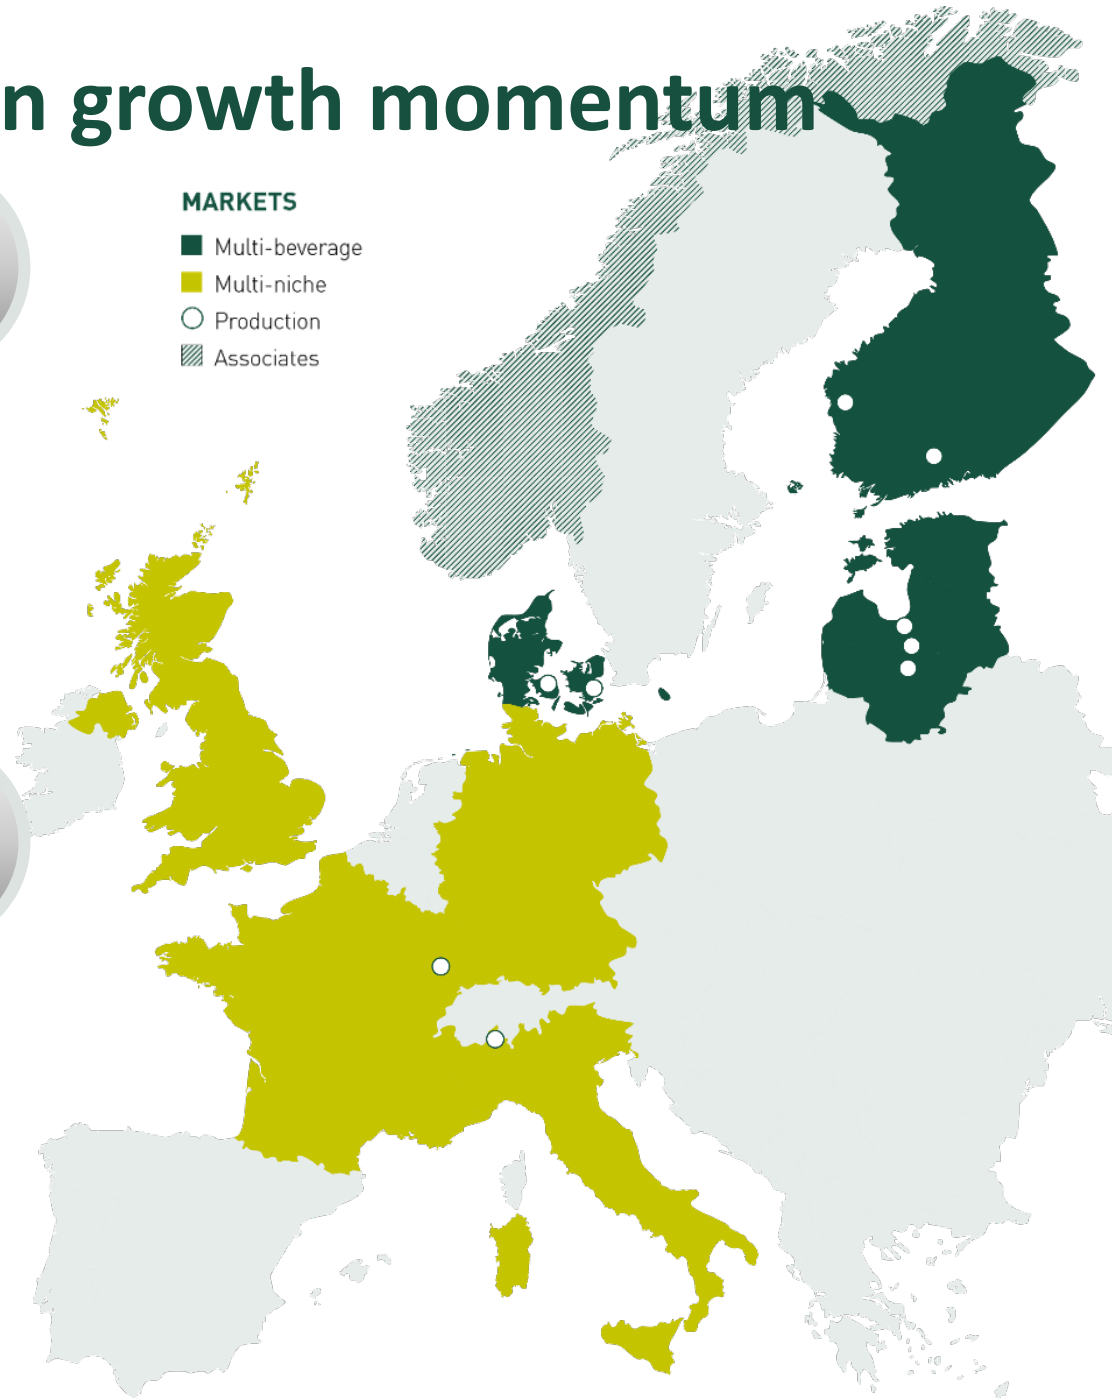 n growth momentum
MARKETS
Multi-beverage
Multi-niche
Production
Associates